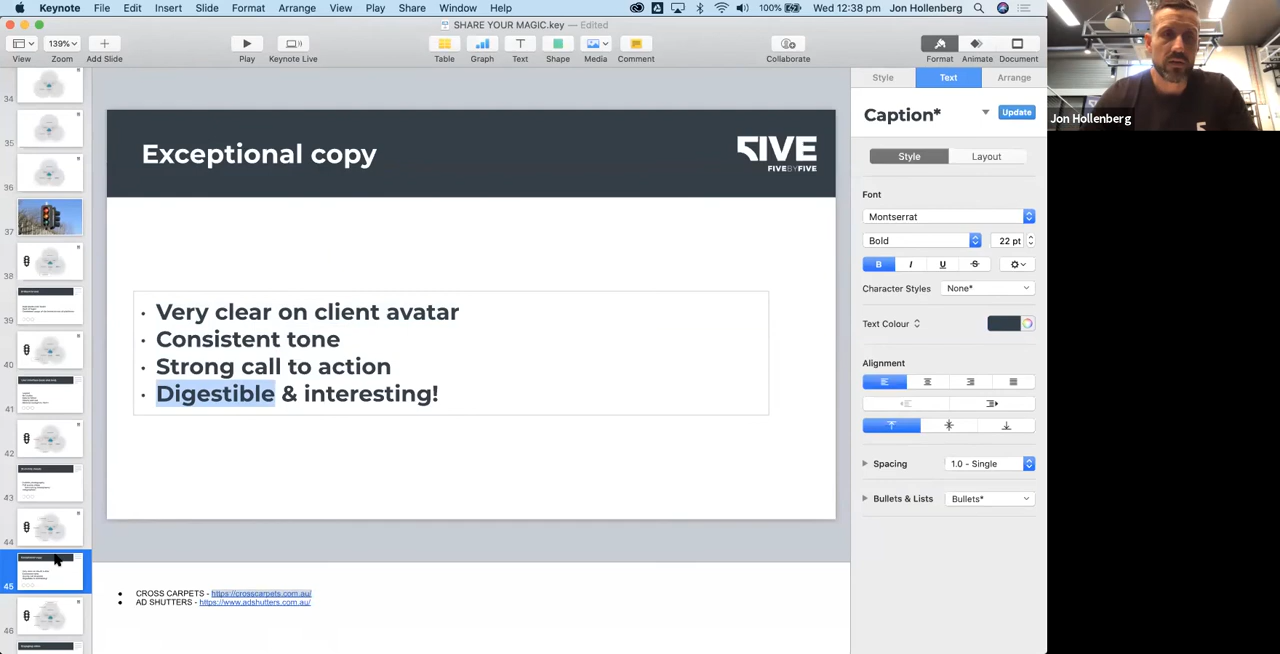 Keynote File Edit Insert Slide Format Arrange View Play Share Window Help 100% Wed 12:38 pm Jon Hollenberg
SHARE YOUR MAGIC.key — Edited
139%
View Zoom Add Slide Play Keynote Live Table Graph Text Shape Media Comment Collaborate Format Animate Document
Style Text Arrange
Caption* Update
Style Layout
Font
Montserrat
Bold 22 pt
B I U S
Character Styles None*
Text Colour
Alignment
Spacing 1.0 - Single
Bullets & Lists Bullets*
34
35
36
37
38
39
40
41
42
43
44
45
46
Exceptional copy
5IVE
FIVEBYFIVE
• Very clear on client avatar
• Consistent tone
• Strong call to action
• Digestible & interesting!
• CROSS CARPETS - https://crosscarpets.com.au/
• AD SHUTTERS - https://www.adshutters.com.au/
Jon Hollenberg